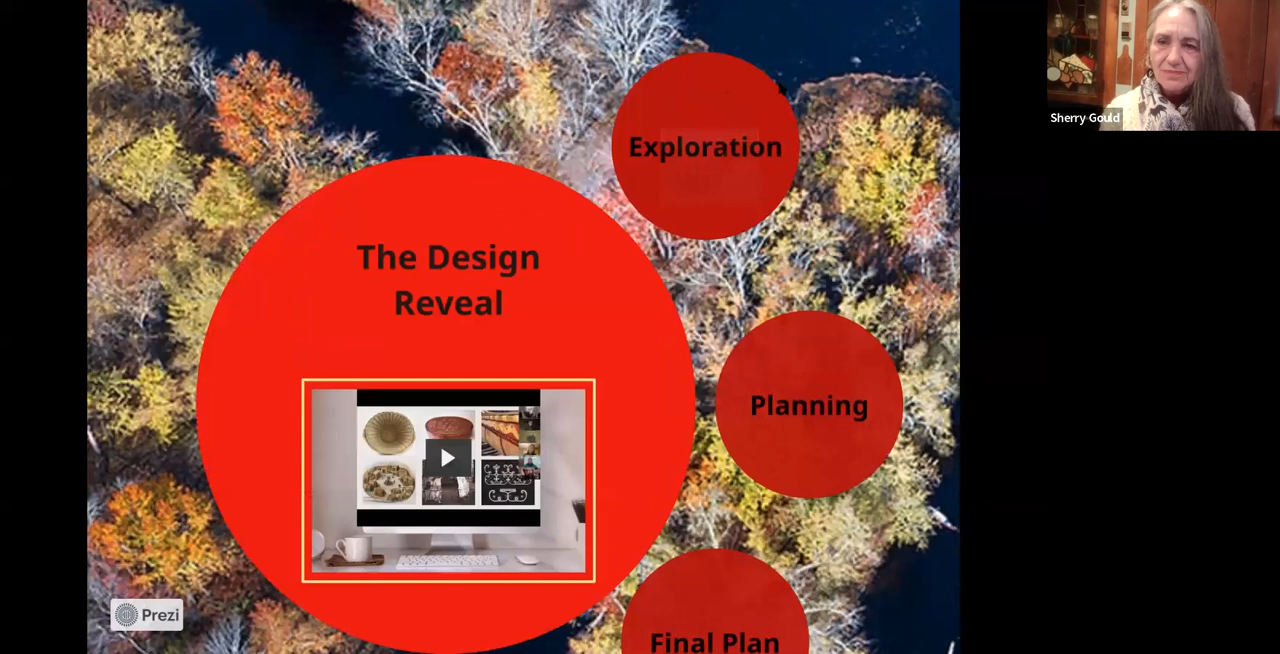 Sherry Gould
Exploration
The Design
Reveal
Planning
Prezi
Final Plan